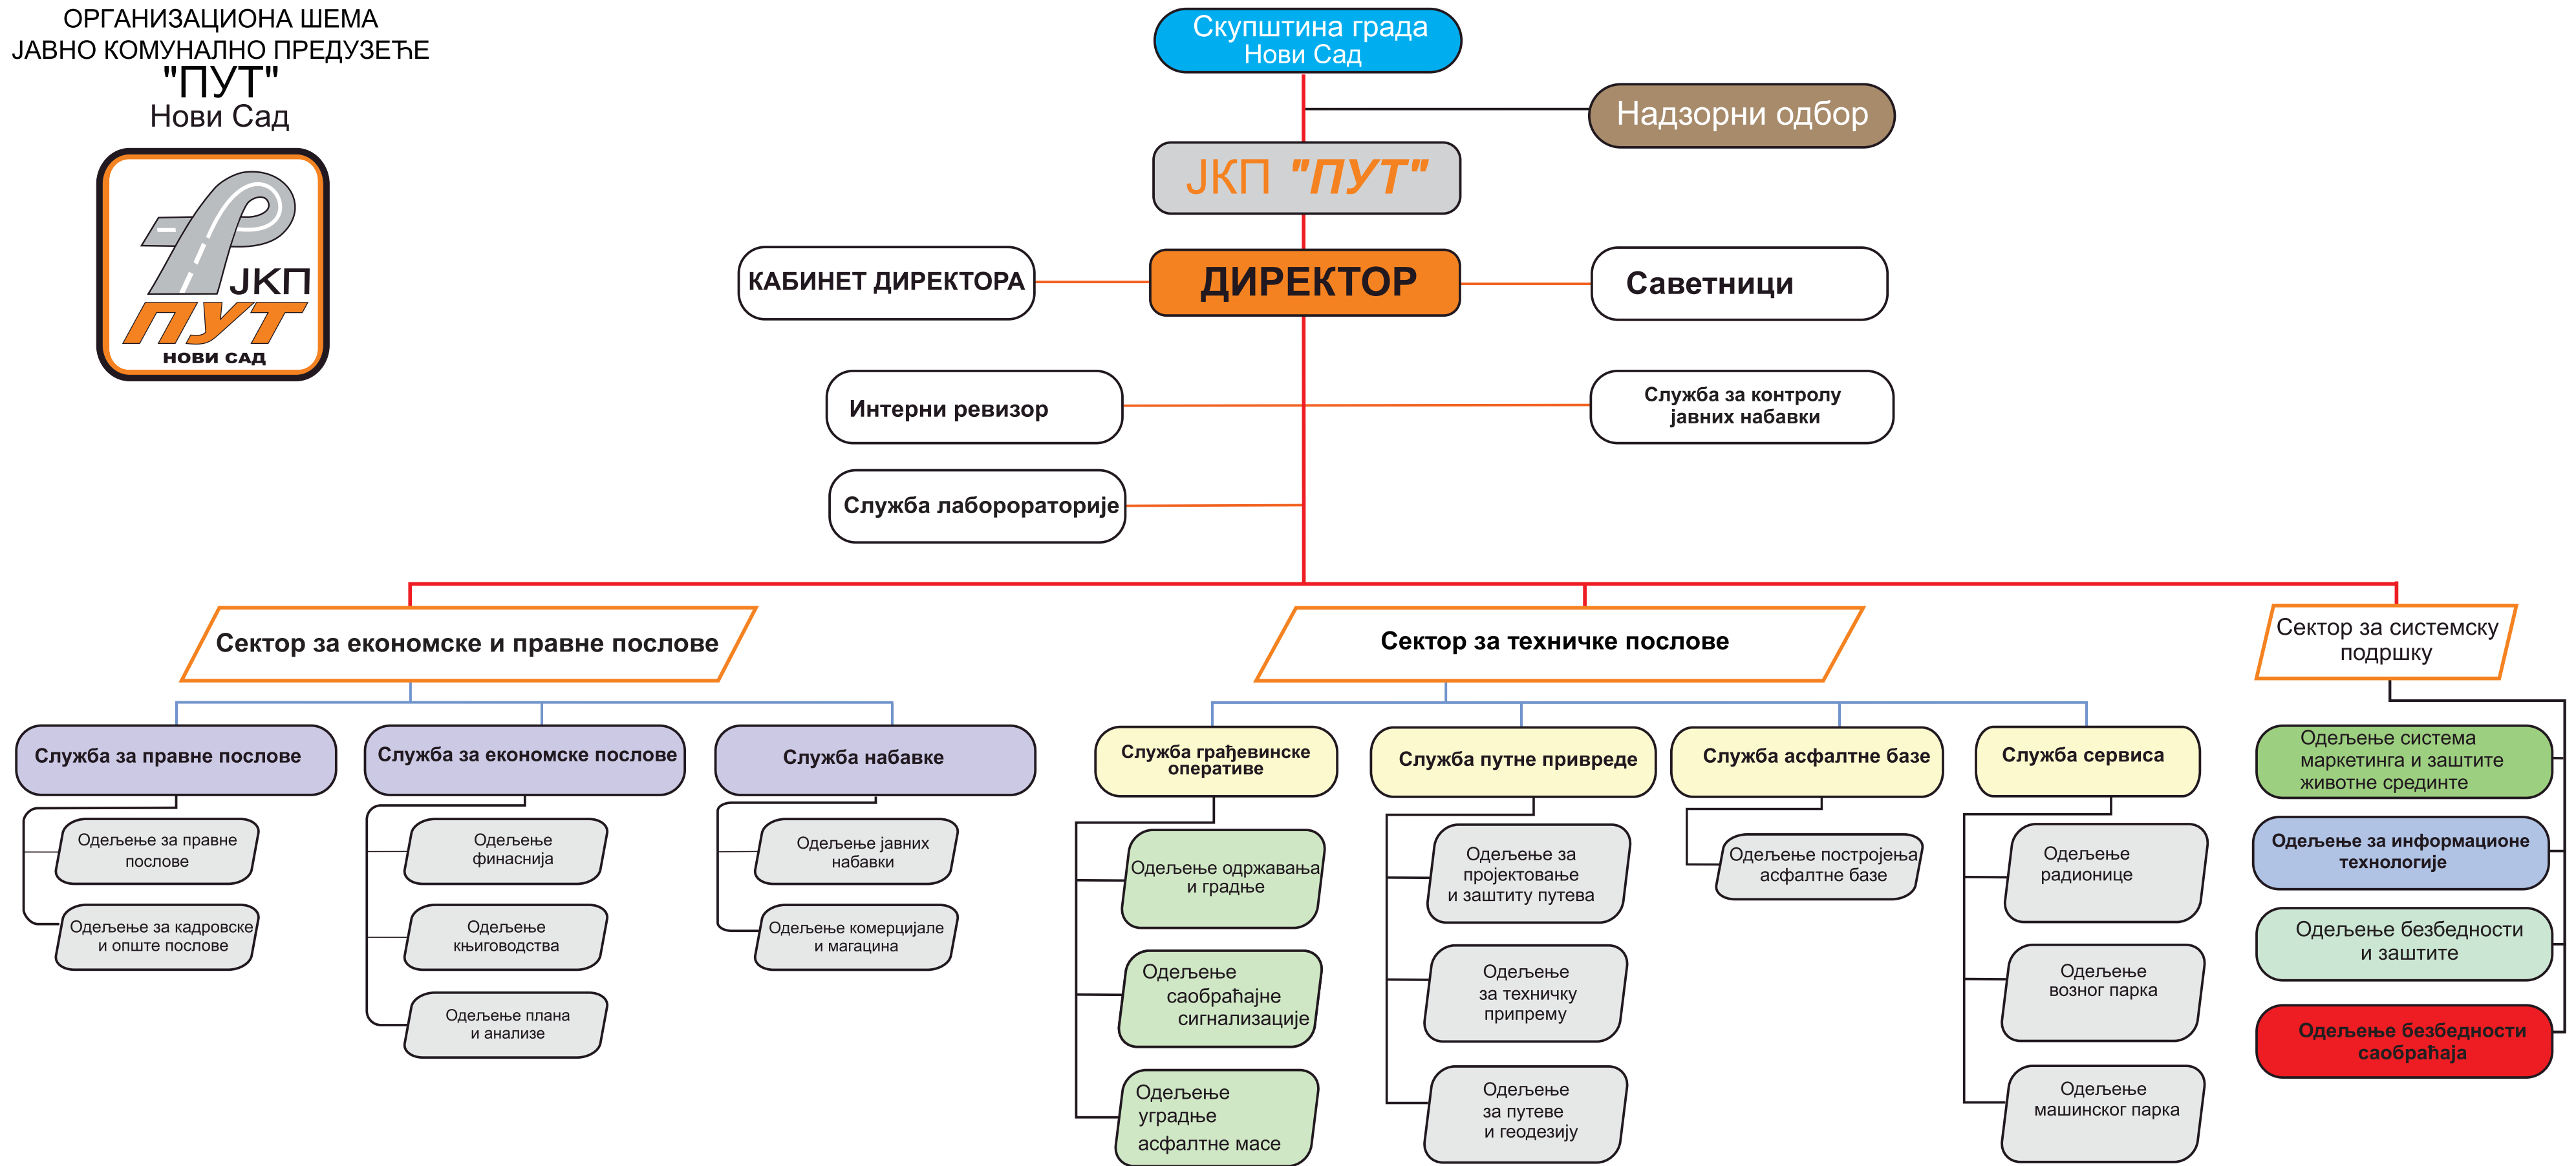 ОРГАНИЗАЦИОНА ШЕМА
ЈАВНО КОМУНАЛНО ПРЕДУЗЕЋЕ
"ПУТ"
Нови Сад
ЈКП
ПУТ
НОВИ САД
Скупштина града
Нови Сад
Надзорни одбор
ЈКП "ПУТ"
КАБИНЕТ ДИРЕКТОРА
ДИРЕКТОР
Саветници
Интерни ревизор
Служба за контролу
јавних набавки
Служба лаборораторије
Сектор за економске и правне послове
Сектор за техничке послове
Сектор за системску
подршку
Служба за правне послове
Одељење за правне
послове
Одељење за кадровске
и опште послове
Служба за економске послове
Одељење
финаснија
Одељење
књиговодства
Одељење плана
и анализе
Служба набавке
Одељење јавних
набавки
Одељење комерцијале
и магацина
Служба грађевинске
оперативе
Одељење одржавања
и градње
Одељење
саобраћајне
сигнализације
Одељење
уградње
асфалтне масе
Служба путне привреде
Одељење за
пројектовање
и заштиту путева
Одељење
за техничку
припрему
Одељење
за путеве
и геодезију
Служба асфалтне базе
Одељење постројења
асфалтне базе
Служба сервиса
Одељење
радионице
Одељење
возног парка
Одељење
машинског парка
Одељење система
маркетинга и заштите
животне срединте
Одељење за информационе
технологије
Одељење безбедности
и заштите
Одељење безбедности
саобраћаја